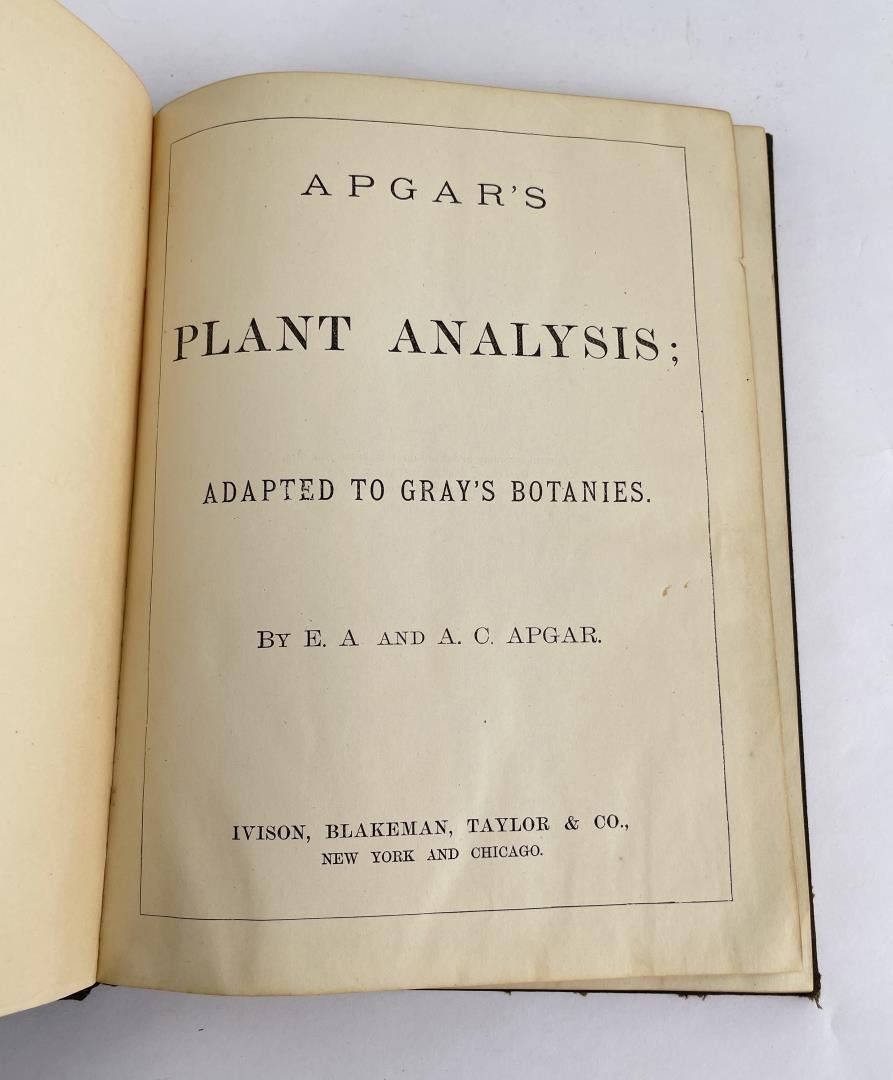 APGAR'S
PLANT ANALYSIS;
ADAPTED TO GRAY'S BOTANIES.
BY E. A AND A. C. APGAR.
IVISON, BLAKEMAN, TAYLOR & CO.,
NEW YORK AND CHICAGO.